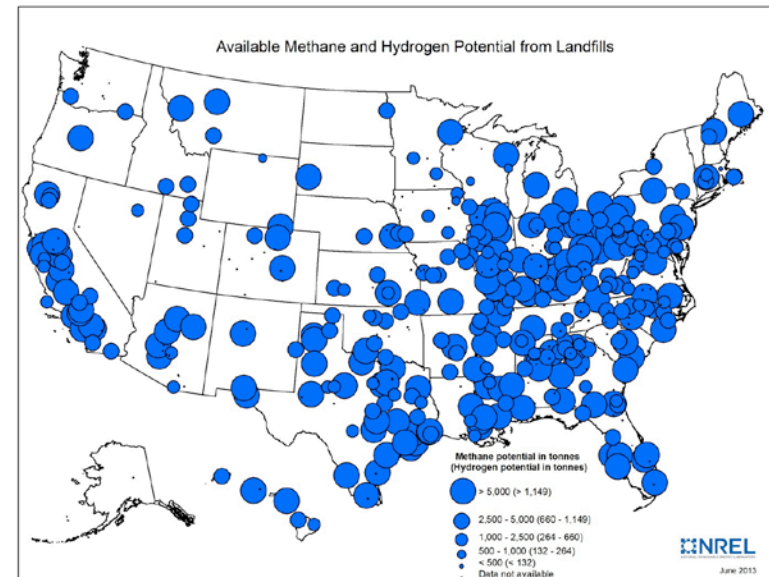 Available Methane and Hydrogen Potential from Landfills
Methane potential in tonnes
(Hydrogen potential in tonnes)
> 5,000 (> 1,149)
2,500 - 5,000 (660 - 1,149)
1,000 - 2,500 (264 - 660)
500 - 1,000 (132 - 264)
< 500 (< 132)
Data not available
NREL
June 2013